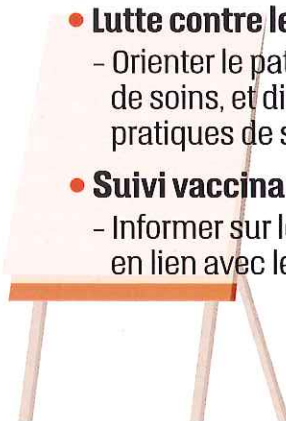 • Lutte contre le
– Orienter le pat
de soins, et di
pratiques de s
• Suivi vaccina
– Informer sur le
en lien avec le